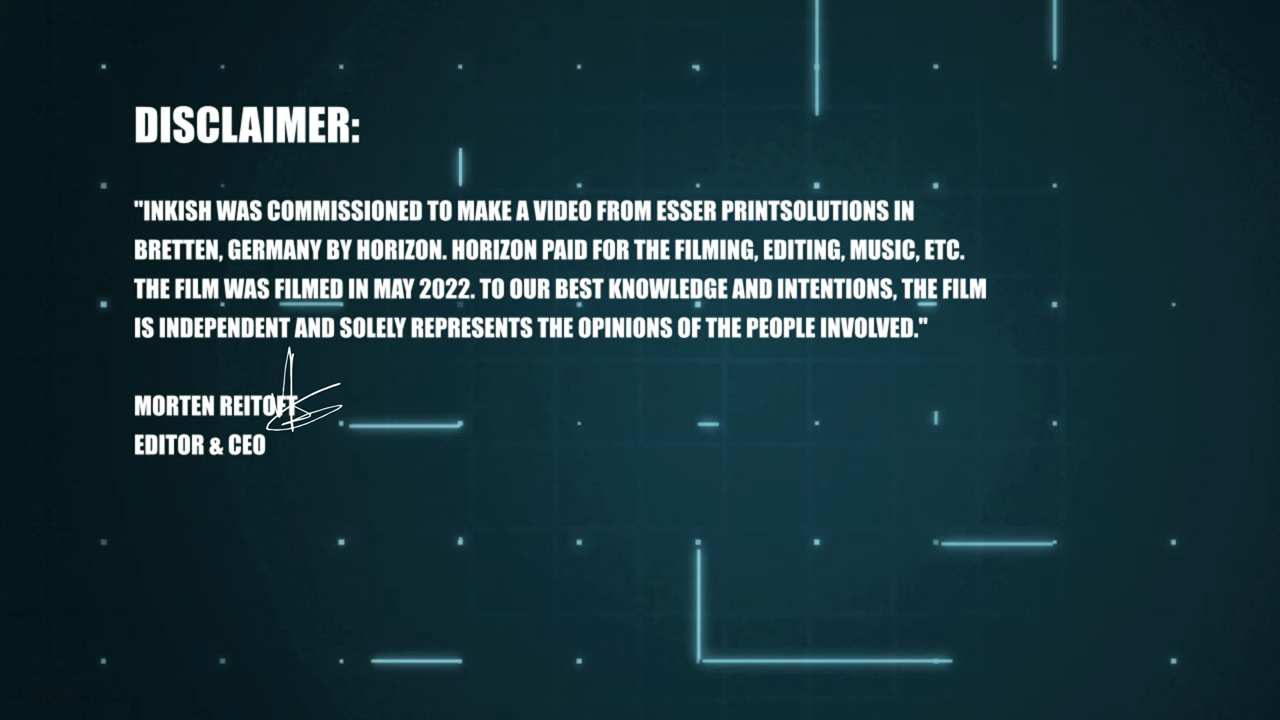 DISCLAIMER:
"INKISH WAS COMMISSIONED TO MAKE A VIDEO FROM ESSER PRINTSOLUTIONS IN
BRETTEN, GERMANY BY HORIZON. HORIZON PAID FOR THE FILMING, EDITING, MUSIC, ETC.
THE FILM WAS FILMED IN MAY 2022. TO OUR BEST KNOWLEDGE AND INTENTIONS, THE FILM
IS INDEPENDENT AND SOLELY REPRESENTS THE OPINIONS OF THE PEOPLE INVOLVED."
MORTEN REITOFT
EDITOR & CEO